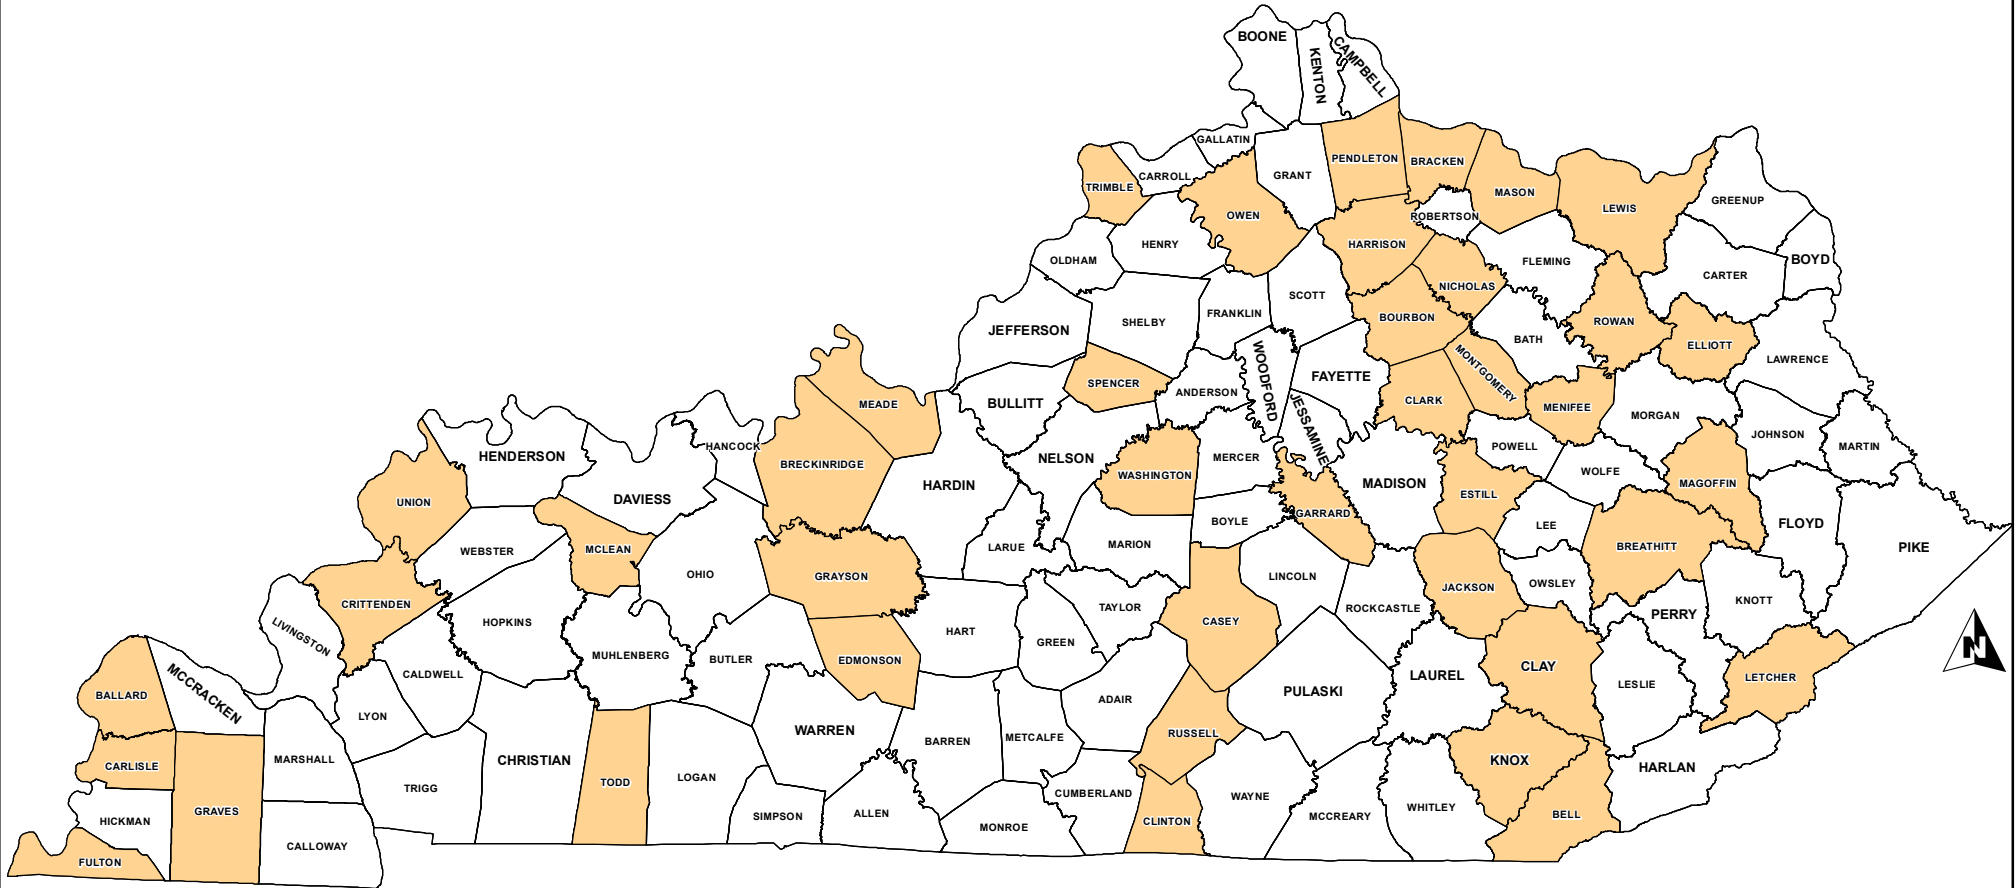 BOONE
KENTON
CAMPBELL
GALLATIN
CARROLL
TRIMBLE
OWEN
GRANT
PENDLETON
BRACKEN
MASON
LEWIS
GREENUP
ROBERTSON
HARRISON
HENRY
OLDHAM
FLEMING
CARTER
BOYD
NICHOLAS
SCOTT
FRANKLIN
SHELBY
JEFFERSON
BOURBON
ROWAN
BATH
ELLIOTT
LAWRENCE
WOODFORD
FAYETTE
MONTGOMERY
SPENCER
ANDERSON
BULLITT
MEADE
CLARK
MENIFEE
MORGAN
JESSAMINE
JOHNSON
MARTIN
HANCOCK
HENDERSON
POWELL
NELSON
MERCER
BRECKINRIDGE
WASHINGTON
WOLFE
MAGOFFIN
HARDIN
MADISON
ESTILL
UNION
DAVIESS
GARRARD
BOYLE
LEE
FLOYD
PIKE
WEBSTER
MCLEAN
LARUE
MARION
BREATHITT
OHIO
GRAYSON
LINCOLN
JACKSON
OWSLEY
CRITTENDEN
TAYLOR
ROCKCASTLE
KNOTT
PERRY
LIVINGSTON
HOPKINS
CASEY
HART
GREEN
MUHLENBERG
BUTLER
EDMONSON
CALDWELL
CLAY
LAUREL
LETCHER
LESLIE
BALLARD
MCCRACKEN
PULASKI
ADAIR
LYON
WARREN
RUSSELL
BARREN
METCALFE
N
MARSHALL
CHRISTIAN
KNOX
HARLAN
CARLISLE
LOGAN
TODD
TRIGG
CUMBERLAND
WAYNE
WHITLEY
GRAVES
HICKMAN
SIMPSON
ALLEN
MONROE
CLINTON
MCCREARY
BELL
CALLOWAY
FULTON